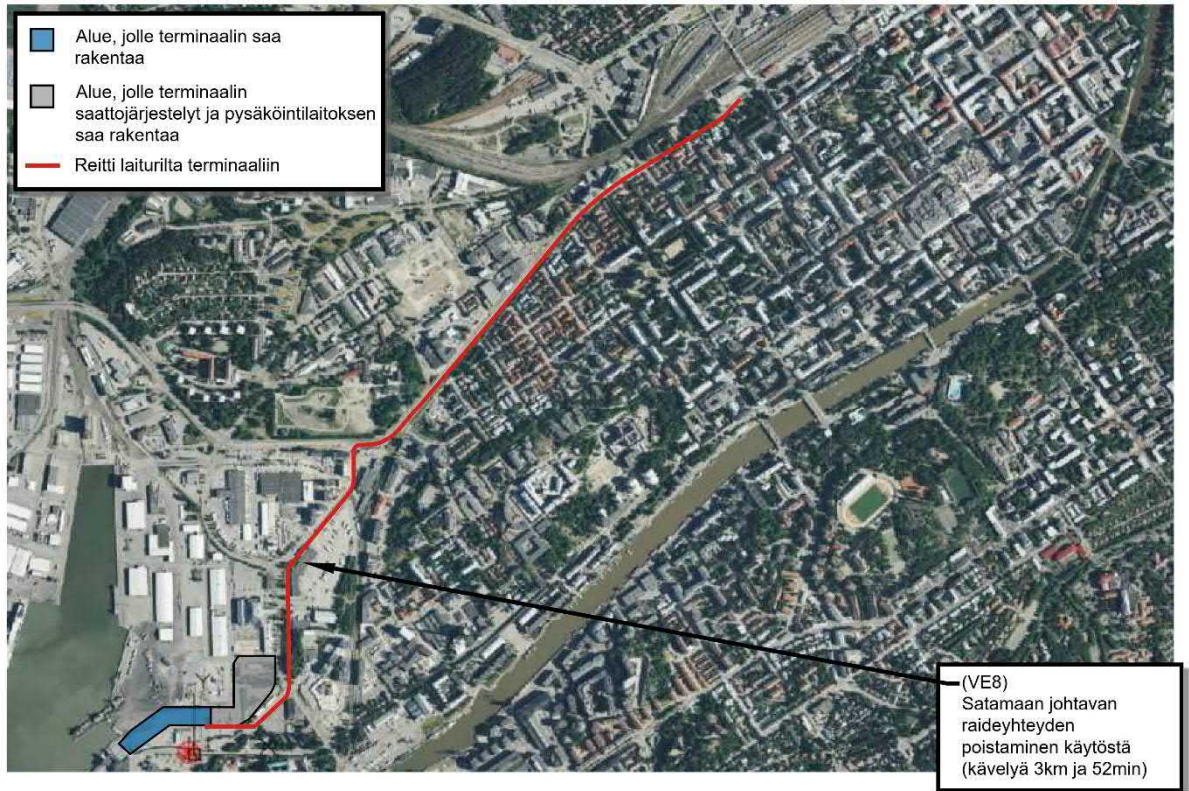 Alue, jolle terminaalin saa
rakentaa
Alue, jolle terminaalin
saattojärjestelyt ja pysäköintilaitoksen
saa rakentaa
Reitti laiturilta terminaaliin
(VE8)
Satamaan johtavan
raideyhteyden
poistaminen käytöstä
(kävelyä 3km ja 52min)